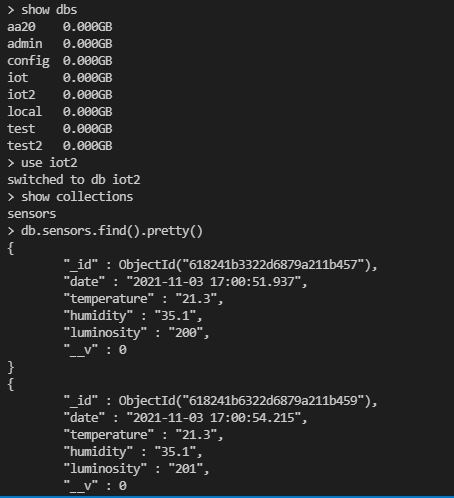 > show dbs
aa20    0.000GB
admin   0.000GB
config  0.000GB
iot     0.000GB
iot2    0.000GB
local   0.000GB
test    0.000GB
test2   0.000GB
> use iot2
switched to db iot2
> show collections
sensors
> db.sensors.find().pretty()
{
        "_id" : ObjectId("618241b3322d6879a211b457"),
        "date" : "2021-11-03 17:00:51.937",
        "temperature" : "21.3",
        "humidity" : "35.1",
        "luminosity" : "200",
        "__v" : 0
}
{
        "_id" : ObjectId("618241b6322d6879a211b459"),
        "date" : "2021-11-03 17:00:54.215",
        "temperature" : "21.3",
        "humidity" : "35.1",
        "luminosity" : "201",
        "__v" : 0